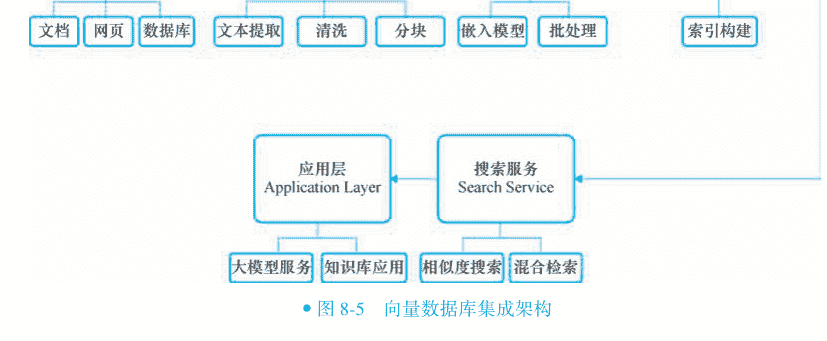 文档 网页 数据库 文本提取 清洗 分块 嵌入模型 批处理 索引构建
应用层
Application Layer
搜索服务
Search Service
大模型服务 知识库应用 相似度搜索 混合检索
●图 8-5 向量数据库集成架构